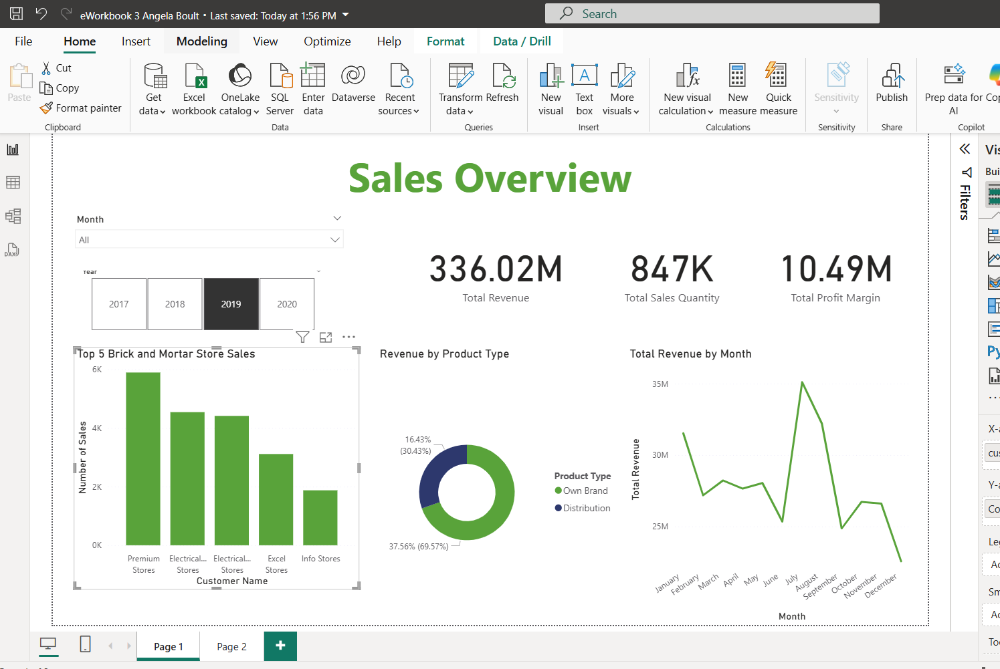 eWorkbook 3 Angela Boult • Last saved: Today at 1:56 PM
Search
File Home Insert Modeling View Optimize Help Format Data / Drill
Paste
Cut
Copy
Format painter
Clipboard
Get data
Excel workbook
OneLake catalog
SQL Server
Enter data
Dataverse
Recent sources
Data
Transform data
Refresh
Queries
New visual
A
Text box
More visuals
Insert
fx
New visual calculation
New measure
Quick measure
Calculations
Sensitivity
Sensitivity
Publish
Share
Prep data for AI
Cop
Copilot
DAX
Sales Overview
Month
All
Year
2017
2018
2019
2020
336.02M
Total Revenue
847K
Total Sales Quantity
10.49M
Total Profit Margin
Top 5 Brick and Mortar Store Sales
6K
4K
2K
0K
Number of Sales
Premium Stores
Electrical... Stores
Electrical... Stores
Excel Stores
Info Stores
Customer Name
Revenue by Product Type
16.43%
(30.43%)
37.56% (69.57%)
Product Type
Own Brand
Distribution
Total Revenue by Month
35M
30M
25M
Total Revenue
January
February
March
April
May
June
July
August
September
October
November
December
Month
Filters
Vis
Bui
Py
X-a
cus
Y-a
Co
Leg
Ac
Sm
Ac
Too
Page 1
Page 2